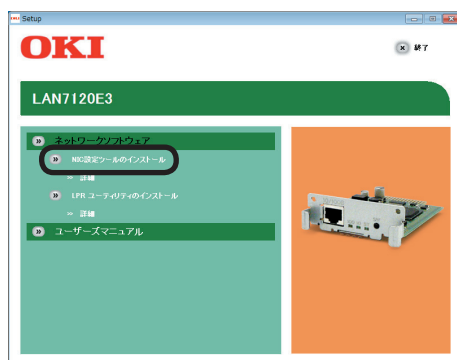 Setup
OKI
終了
LAN7120E3
ネットワークソフトウェア
NIC設定ツールのインストール
詳細
LPR ユーティリティのインストール
詳細
ユーザーズマニュアル